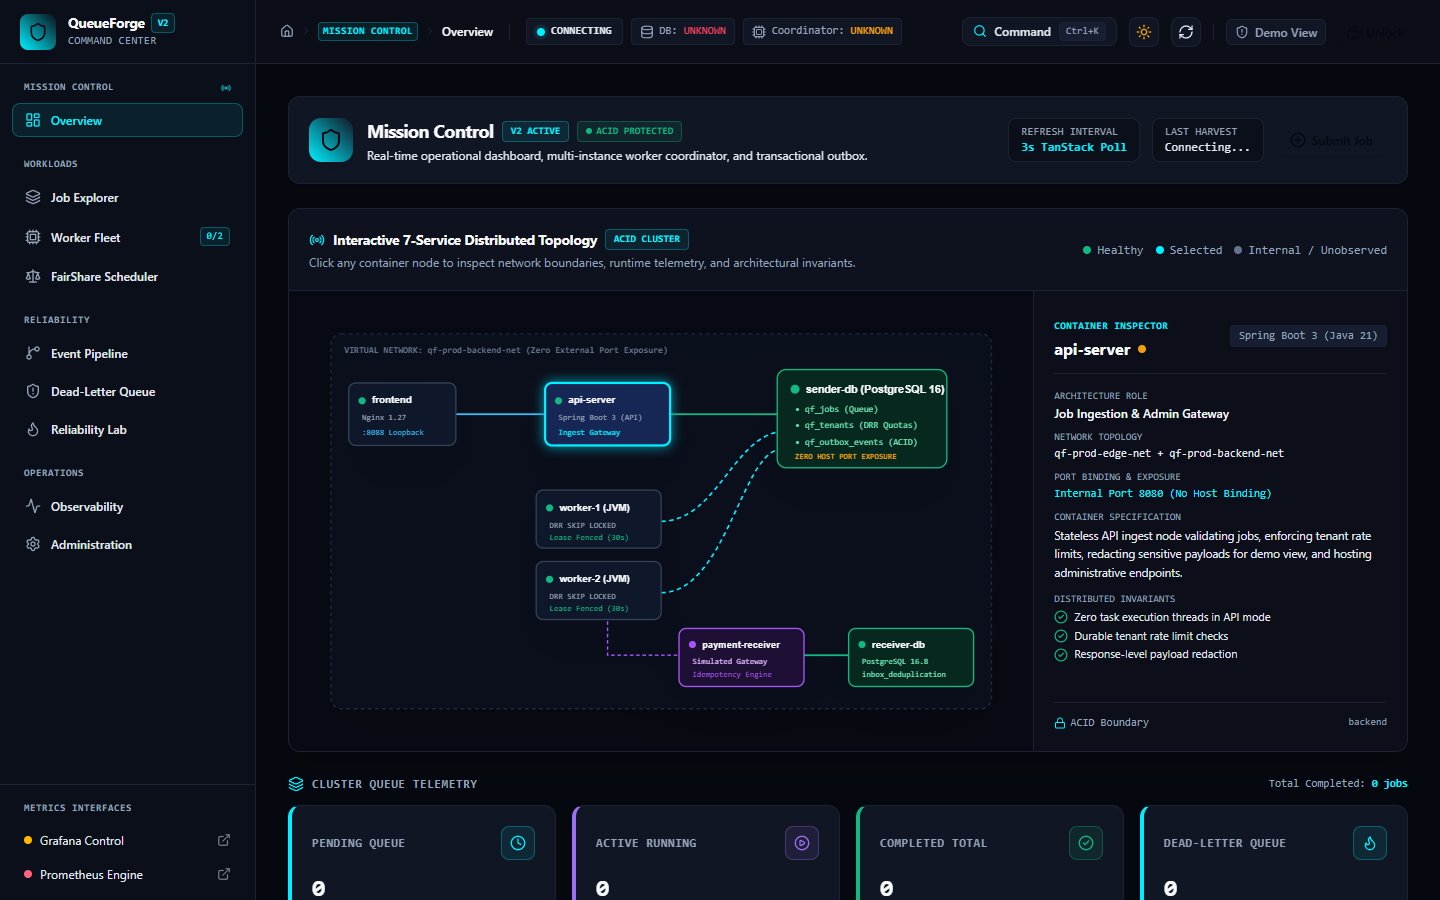 QueueForge V2
COMMAND CENTER
MISSION CONTROL
Overview
CONNECTING
DB: UNKNOWN
Coordinator: UNKNOWN
Command Ctrl+K
Demo View
Unlock
MISSION CONTROL
Overview
WORKLOADS
Job Explorer
Worker Fleet 0/2
FairShare Scheduler
RELIABILITY
Event Pipeline
Dead-Letter Queue
Reliability Lab
OPERATIONS
Observability
Administration
METRICS INTERFACES
Grafana Control
Prometheus Engine
Mission Control V2 ACTIVE ACID PROTECTED
Real-time operational dashboard, multi-instance worker coordinator, and transactional outbox.
REFRESH INTERVAL
3s TanStack Poll
LAST HARVEST
Connecting...
Submit Job
Interactive 7-Service Distributed Topology ACID CLUSTER
Click any container node to inspect network boundaries, runtime telemetry, and architectural invariants.
Healthy Selected Internal / Unobserved
VIRTUAL NETWORK: qf-prod-backend-net (Zero External Port Exposure)
frontend
Nginx 1.27
:8088 Loopback
api-server
Spring Boot 3 (API)
Ingest Gateway
sender-db (PostgreSQL 16)
• qf_jobs (Queue)
• qf_tenants (DRR Quotas)
• qf_outbox_events (ACID)
ZERO HOST PORT EXPOSURE
worker-1 (JVM)
DRR SKIP LOCKED
Lease Fenced (30s)
worker-2 (JVM)
DRR SKIP LOCKED
Lease Fenced (30s)
payment-receiver
Simulated Gateway
Idempotency Engine
receiver-db
PostgreSQL 16.8
inbox_deduplication
CONTAINER INSPECTOR
api-server
Spring Boot 3 (Java 21)
ARCHITECTURE ROLE
Job Ingestion & Admin Gateway
NETWORK TOPOLOGY
qf-prod-edge-net + qf-prod-backend-net
PORT BINDING & EXPOSURE
Internal Port 8080 (No Host Binding)
CONTAINER SPECIFICATION
Stateless API ingest node validating jobs, enforcing tenant rate
limits, redacting sensitive payloads for demo view, and hosting
administrative endpoints.
DISTRIBUTED INVARIANTS
Zero task execution threads in API mode
Durable tenant rate limit checks
Response-level payload redaction
ACID Boundary backend
CLUSTER QUEUE TELEMETRY
Total Completed: 0 jobs
PENDING QUEUE
0
ACTIVE RUNNING
0
COMPLETED TOTAL
0
DEAD-LETTER QUEUE
0